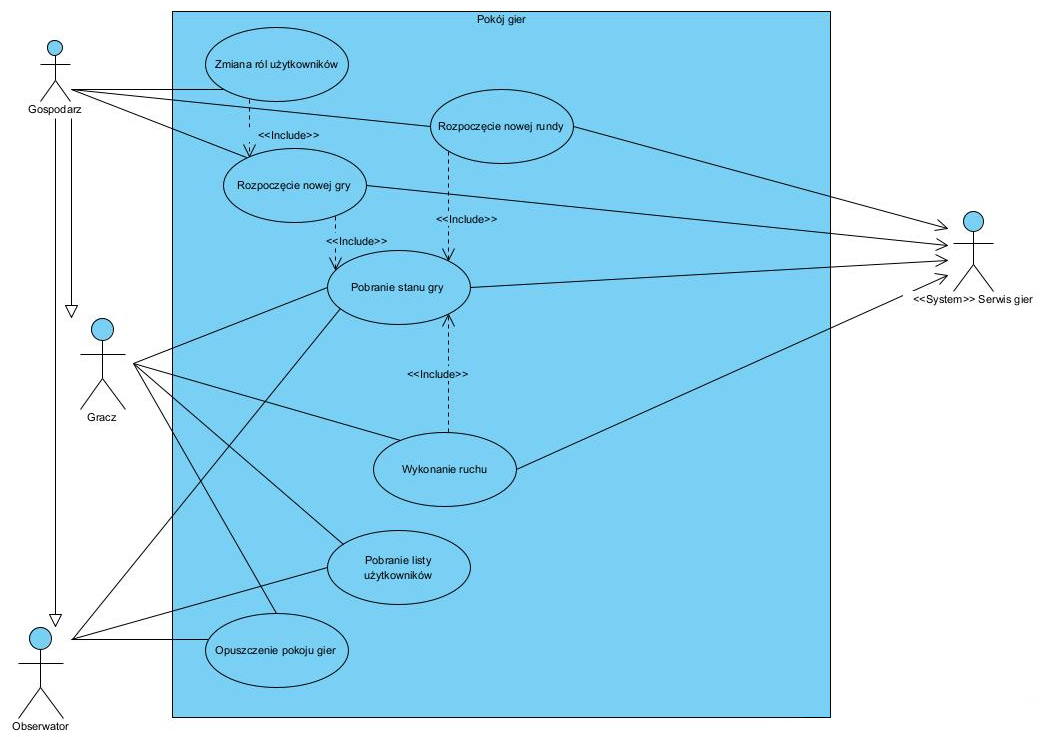 Pokój gier
Zmiana ról użytkowników
Gospodarz
Rozpoczęcie nowej rundy
<<Include>>
Rozpoczęcie nowej gry
<<Include>>
<<Include>>
Pobranie stanu gry
<<System>> Serwis gier
<<Include>>
Gracz
Wykonanie ruchu
Pobranie listy
użytkowników
Opuszczenie pokoju gier
Obserwator